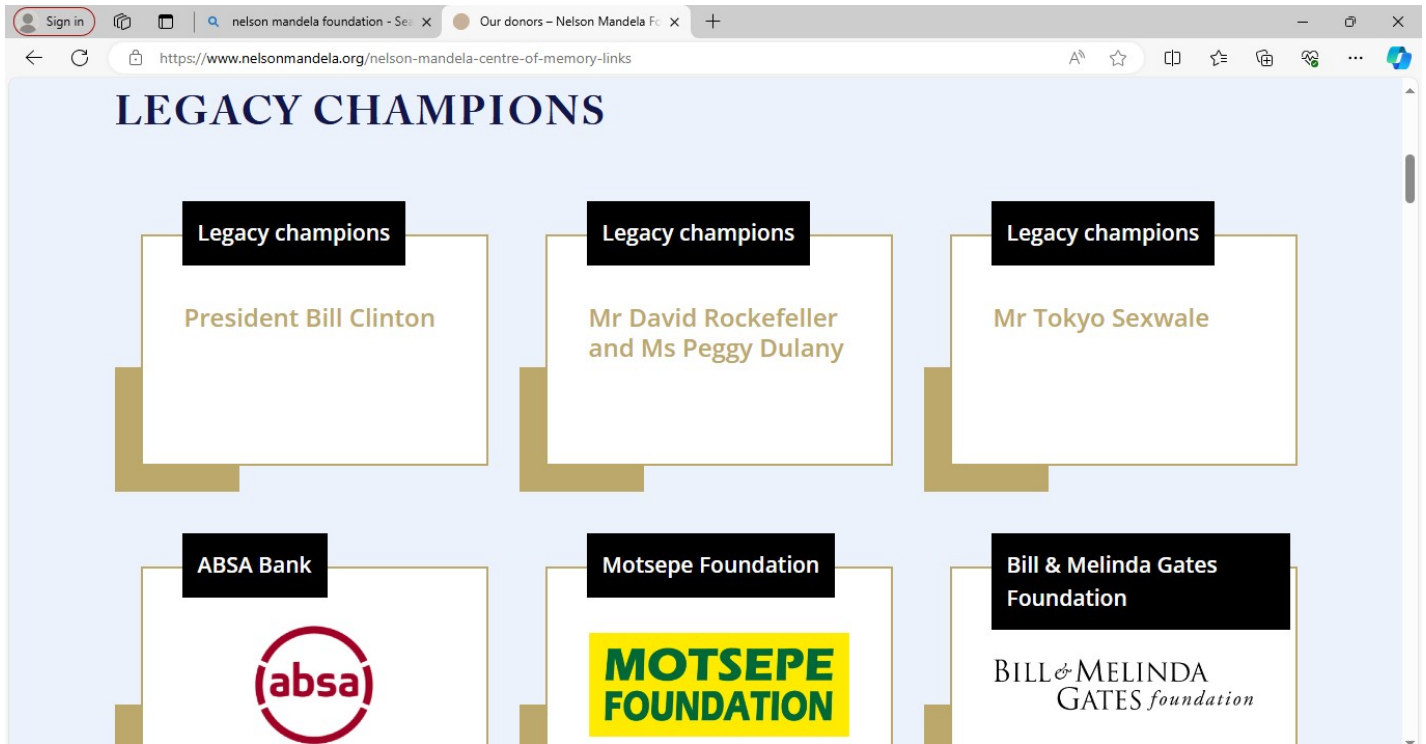 Sign in
nelson mandela foundation - Sea
Our donors – Nelson Mandela Fo
https://www.nelsonmandela.org/nelson-mandela-centre-of-memory-links
LEGACY CHAMPIONS
Legacy champions
President Bill Clinton
Legacy champions
Mr David Rockefeller
and Ms Peggy Dulany
Legacy champions
Mr Tokyo Sexwale
ABSA Bank
absa
Motsepe Foundation
MOTSEPE
FOUNDATION
Bill & Melinda Gates
Foundation
BILL & MELINDA
GATES foundation